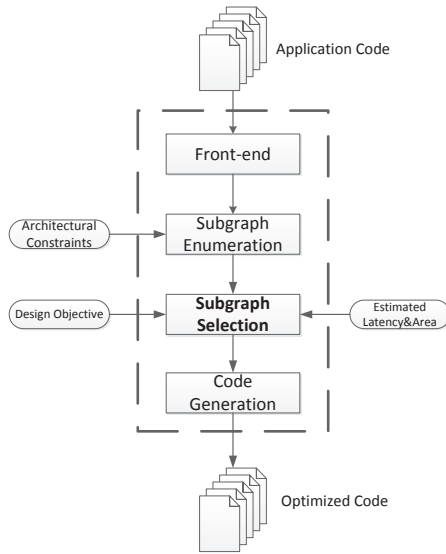 Application Code
Front-end
Architectural
Constraints
Subgraph
Enumeration
Design Objective
Subgraph
Selection
Estimated
Latency&Area
Code
Generation
Optimized Code